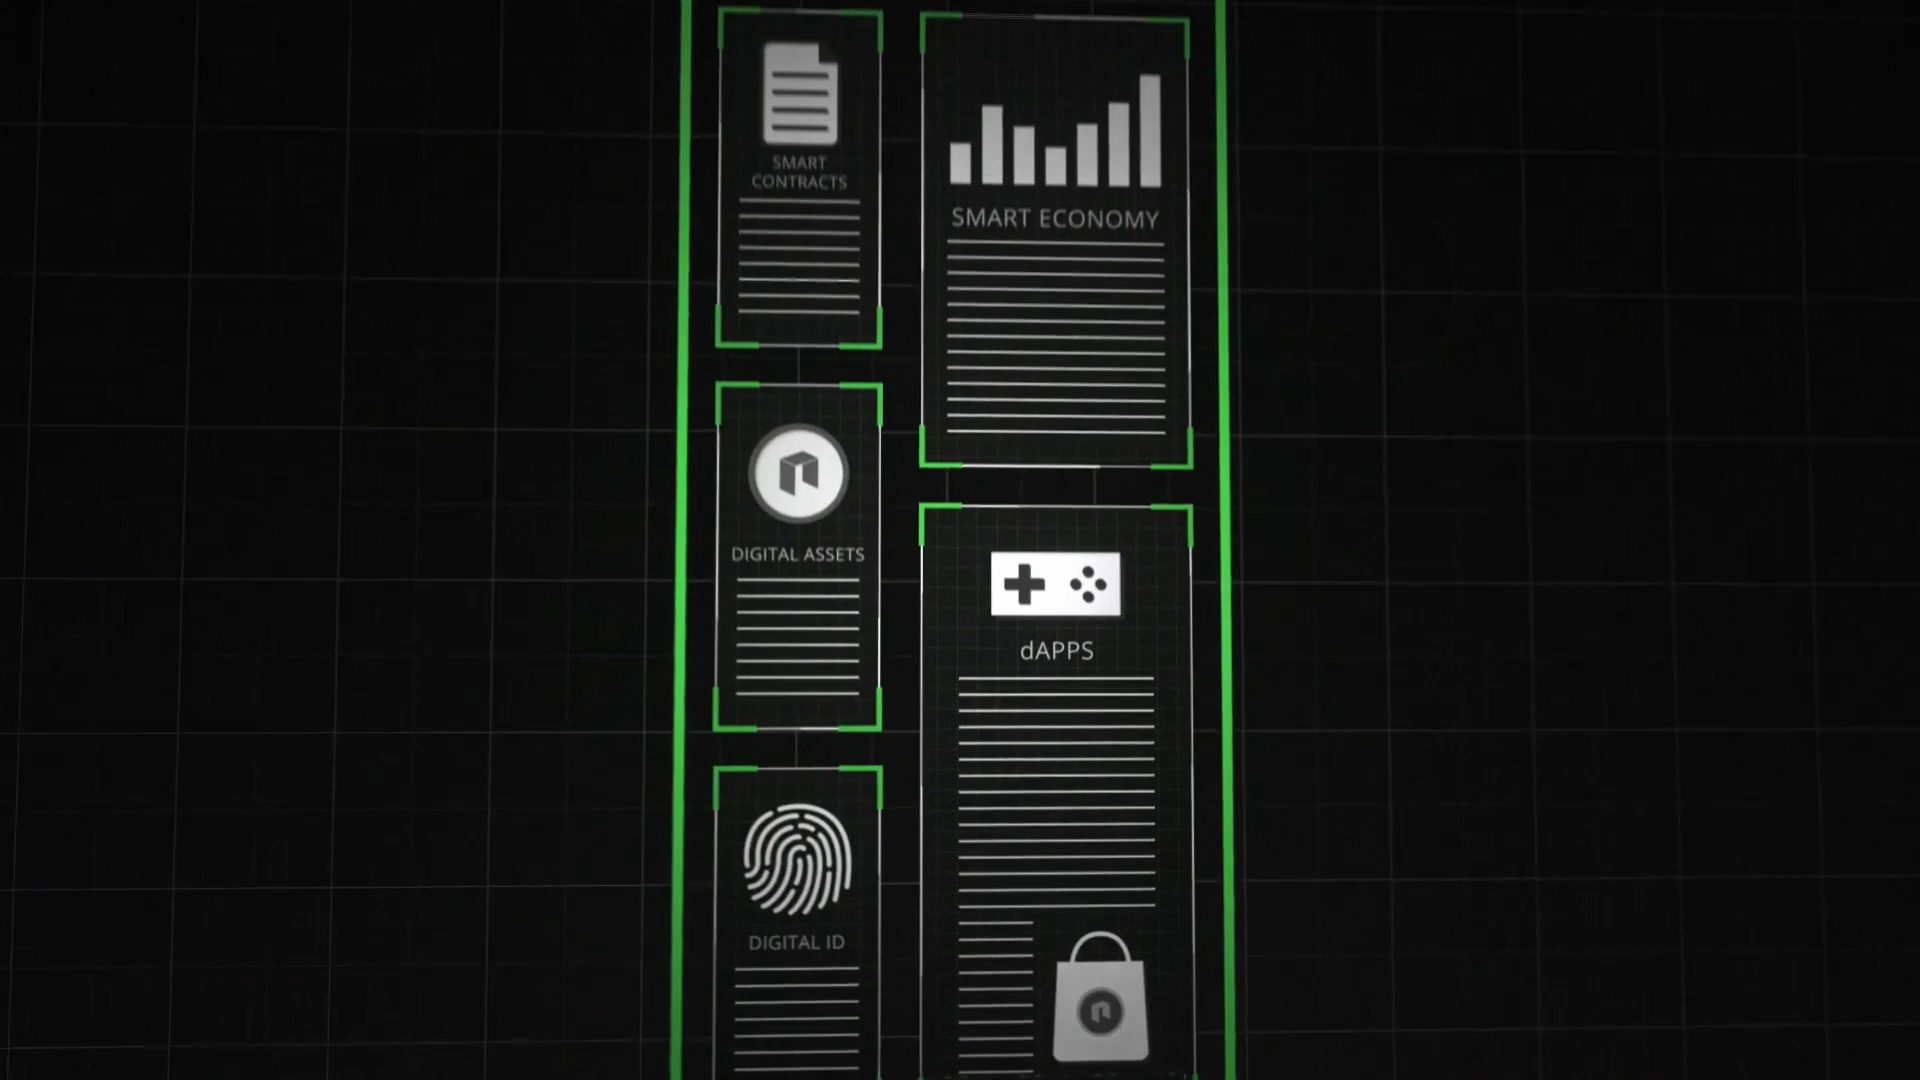 SMART
CONTRACTS
DIGITAL ASSETS
DIGITAL ID
SMART ECONOMY
dAPPS